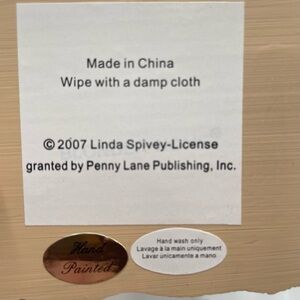 Made in China
Wipe with a damp cloth
© 2007 Linda Spivey-License
granted by Penny Lane Publishing, Inc.
Hand
Painted
Hand wash only
Lavage à la main uniquement
Lavar unicamente a mano.